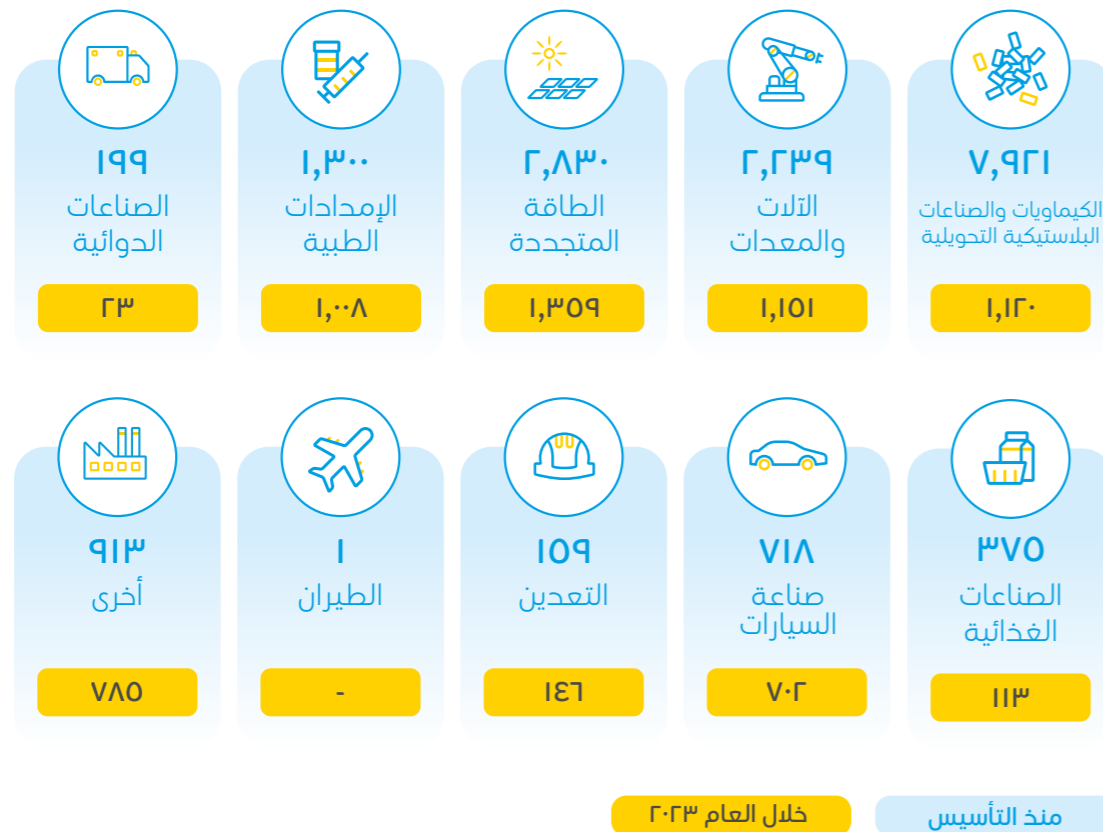 ٧,٩٢١
الكيماويات والصناعات
البلاستيكية التحويلية
١,١٢٠
٢,٢٣٩
الآلات
والمعدات
١,١٥١
٢,٨٣٠
الطاقة
المتجددة
١,٣٥٩
١,٣٠٠
الإمدادات
الطبية
١,٠٠٨
١٩٩
الصناعات
الدوائية
٢٣
٣٧٥
الصناعات
الغذائية
١١٣
٧١٨
صناعة
السيارات
٧٠٢
١٥٩
التعدين
١٤٦
١
الطيران
-
٩١٣
أخرى
٧٨٥
منذ التأسيس
خلال العام ٢٠٢٣